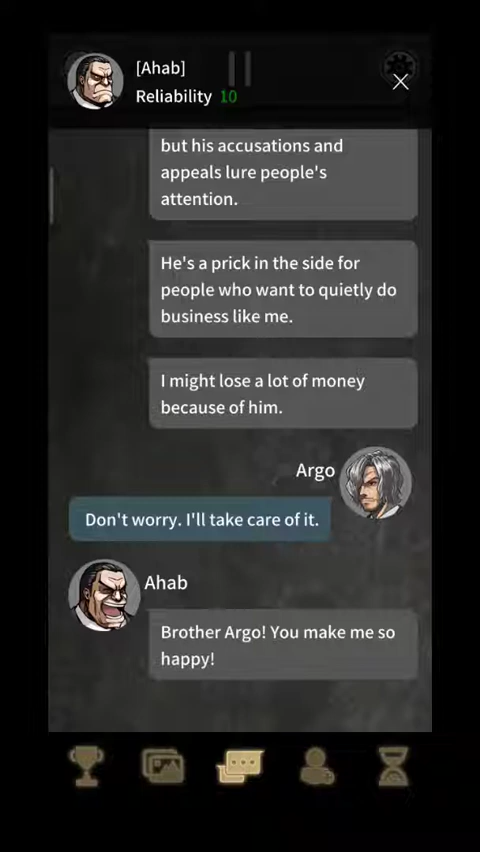 [Ahab]
Reliability 10
but his accusations and
appeals lure people's
attention.
He's a prick in the side for
people who want to quietly do
business like me.
I might lose a lot of money
because of him.
Argo
Don't worry. I'll take care of it.
Ahab
Brother Argo! You make me so
happy!